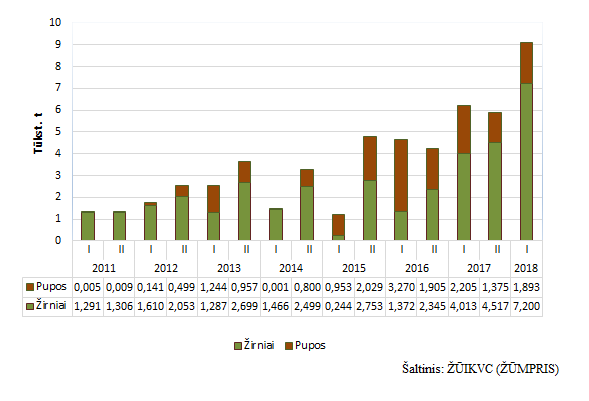 Tūkst. t
10
9
8
7
6
5
4
3
2
1
0
I II I II I II I II I II I II I II I
2011 2012 2013 2014 2015 2016 2017 2018
Pupos 0,005 0,009 0,141 0,499 1,244 0,957 0,001 0,800 0,953 2,029 3,270 1,905 2,205 1,375 1,893
Žirniai 1,291 1,306 1,610 2,053 1,287 2,699 1,466 2,499 0,244 2,753 1,372 2,345 4,013 4,517 7,200
Žirniai Pupos
Šaltinis: ŽŪIKVC (ŽŪMPRIS)